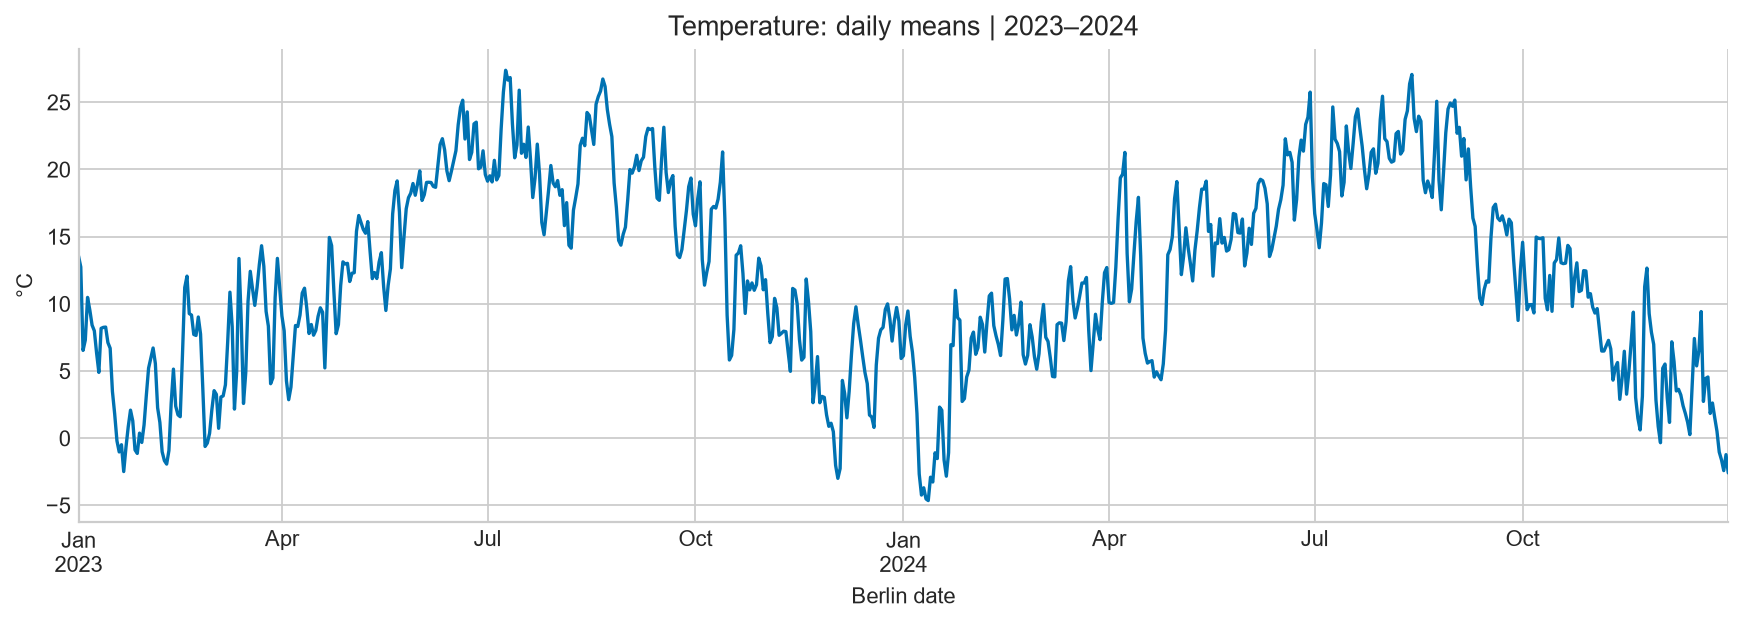 Temperature: daily means | 2023–2024
°C
25
20
15
10
5
0
−5
Jan Apr Jul Oct Jan Apr Jul Oct
2023 2024
Berlin date